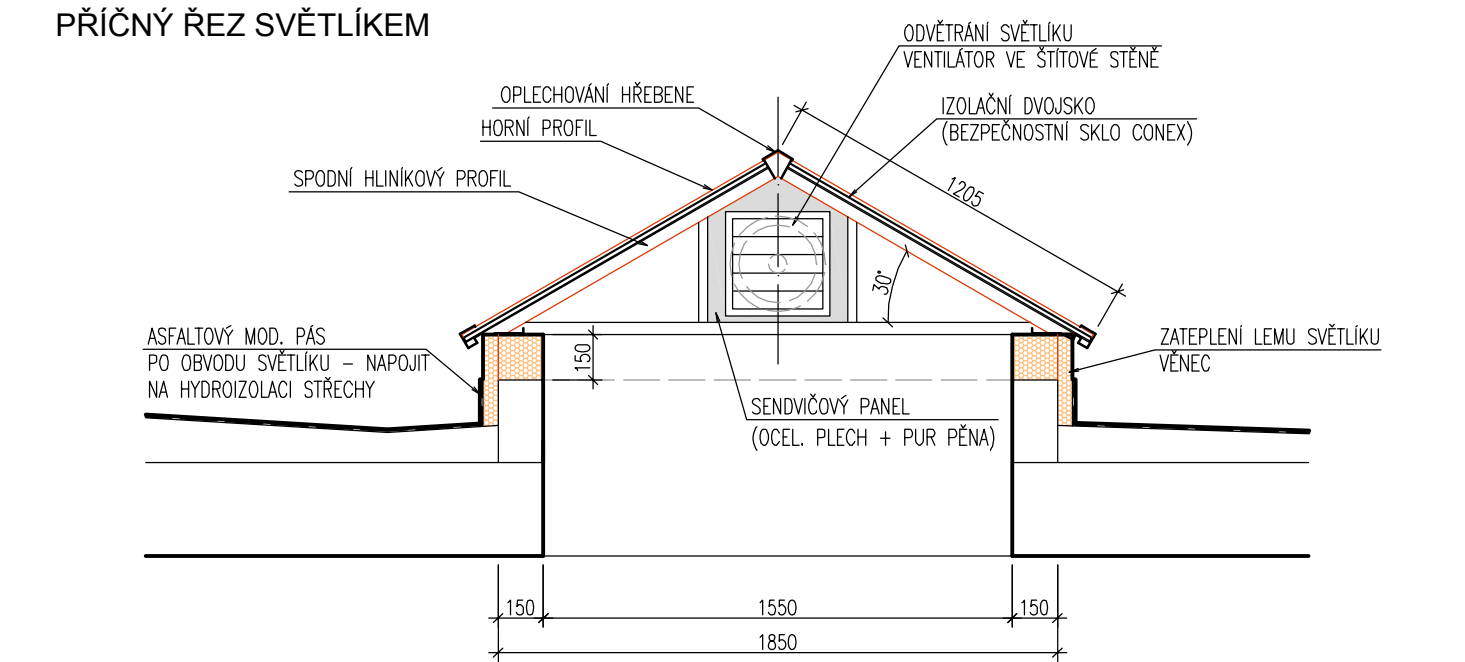 PŘÍČNÝ ŘEZ SVĚTLÍKEM
ODVĚTRÁNÍ SVĚTLÍKU
VENTILÁTOR VE ŠTÍTOVÉ STĚNĚ
OPLECHOVÁNÍ HŘEBENE
IZOLAČNÍ DVOJSKO
(BEZPEČNOSTNÍ SKLO CONEX)
HORNÍ PROFIL
SPODNÍ HLINÍKOVÝ PROFIL
1205
30°
ASFALTOVÝ MOD. PÁS
PO OBVODU SVĚTLÍKU – NAPOJIT
NA HYDROIZOLACI STŘECHY
150
ZATEPLENÍ LEMU SVĚTLÍKU
VĚNEC
SENDVIČOVÝ PANEL
(OCEL. PLECH + PUR PĚNA)
150
1550
150
1850